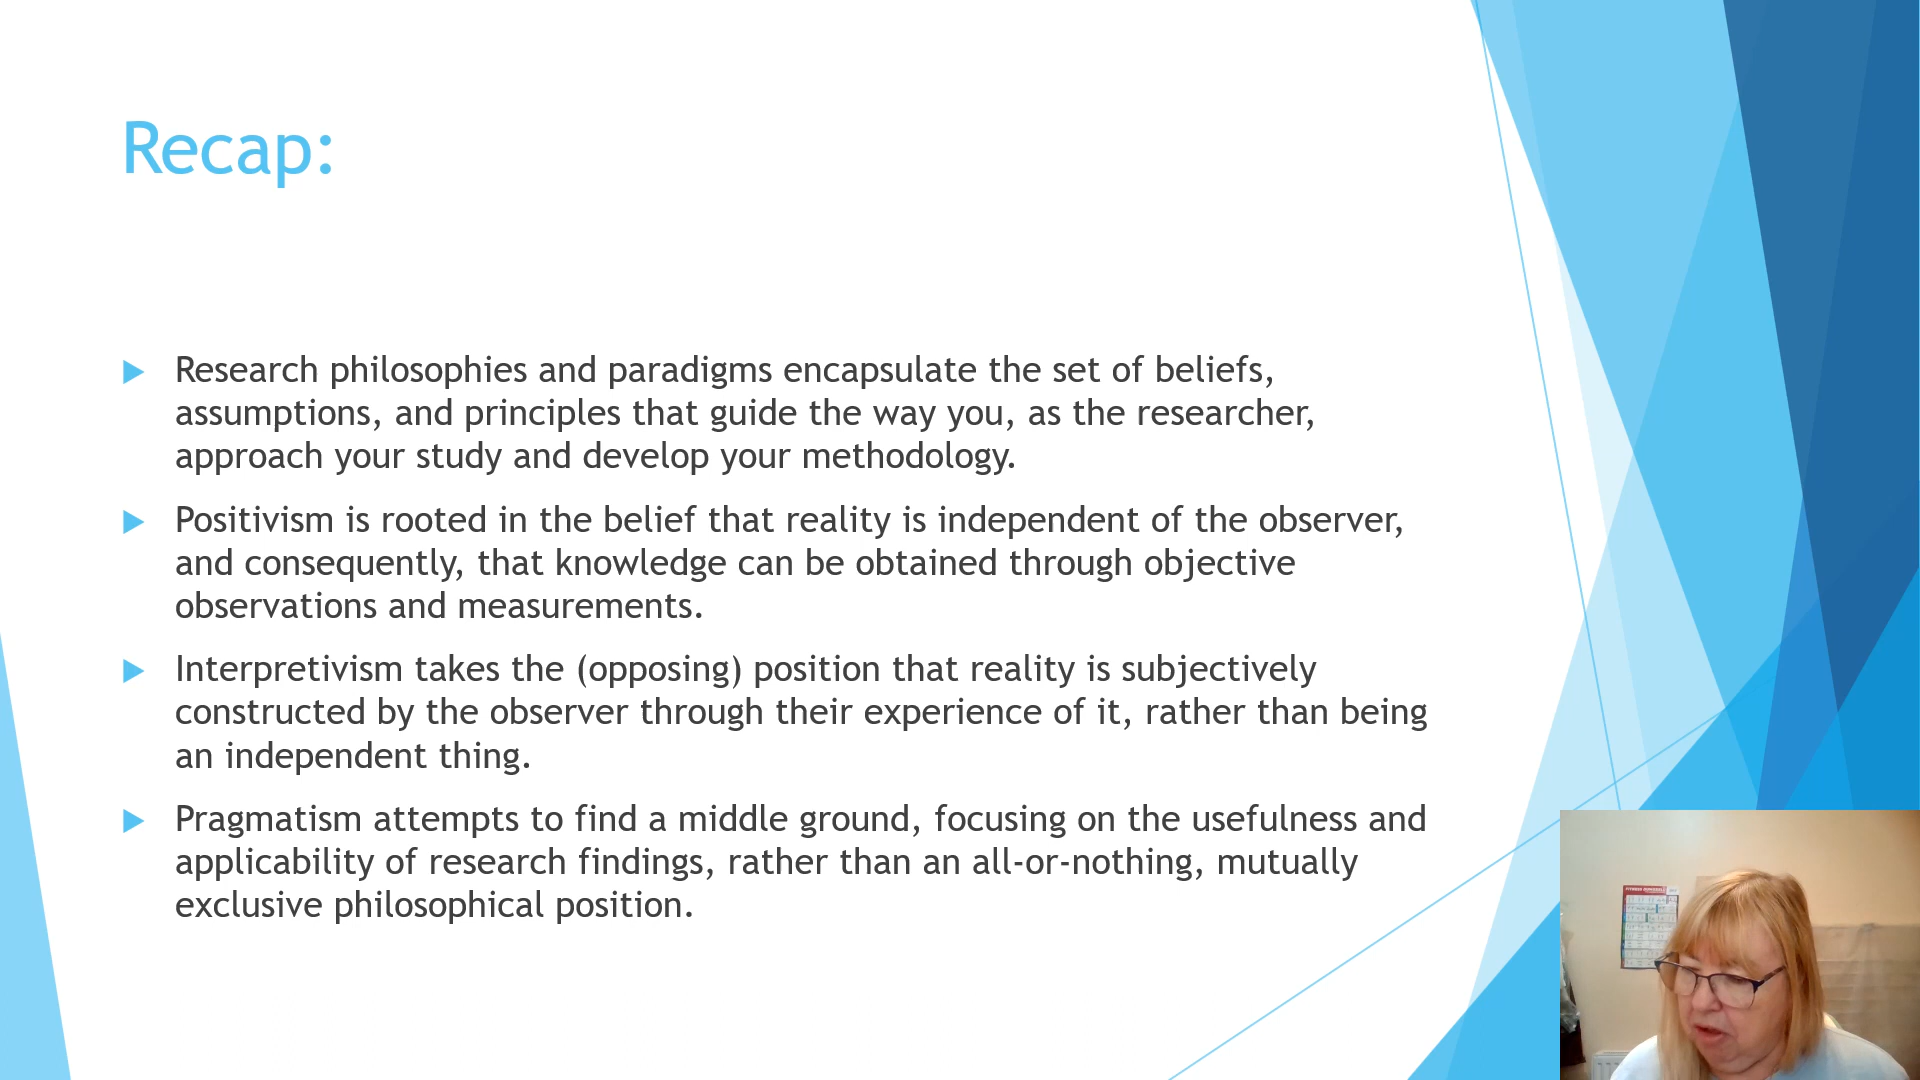 Recap:
Research philosophies and paradigms encapsulate the set of beliefs,
assumptions, and principles that guide the way you, as the researcher,
approach your study and develop your methodology.
Positivism is rooted in the belief that reality is independent of the observer,
and consequently, that knowledge can be obtained through objective
observations and measurements.
Interpretivism takes the (opposing) position that reality is subjectively
constructed by the observer through their experience of it, rather than being
an independent thing.
Pragmatism attempts to find a middle ground, focusing on the usefulness and
applicability of research findings, rather than an all-or-nothing, mutually
exclusive philosophical position.